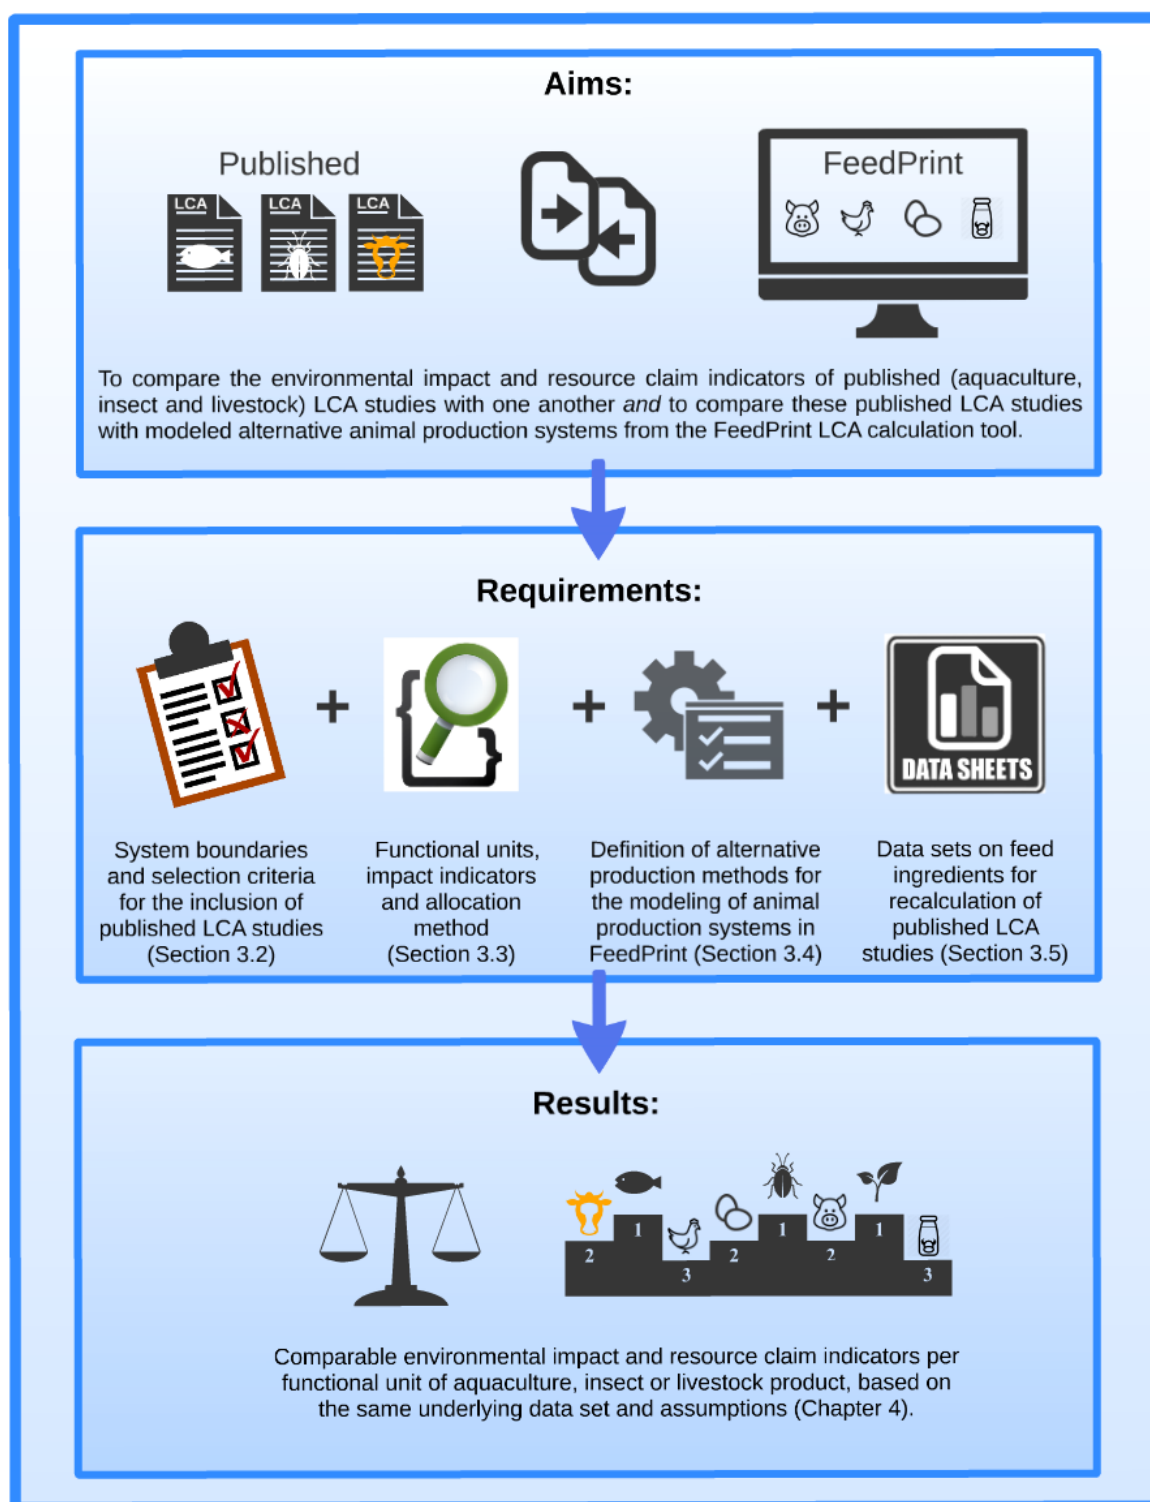 Aims:
Published
FeedPrint
LCA
LCA
LCA
To compare the environmental impact and resource claim indicators of published (aquaculture,
insect and livestock) LCA studies with one another and to compare these published LCA studies
with modeled alternative animal production systems from the FeedPrint LCA calculation tool.
Requirements:
+
+
+
DATA SHEETS
System boundaries
and selection criteria
for the inclusion of
published LCA studies
(Section 3.2)
Functional units,
impact indicators
and allocation
method
(Section 3.3)
Definition of alternative
production methods for
the modeling of animal
production systems in
FeedPrint (Section 3.4)
Data sets on feed
ingredients for
recalculation of
published LCA
studies (Section 3.5)
Results:
2
1
3
2
1
2
1
3
Comparable environmental impact and resource claim indicators per
functional unit of aquaculture, insect or livestock product, based on
the same underlying data set and assumptions (Chapter 4).